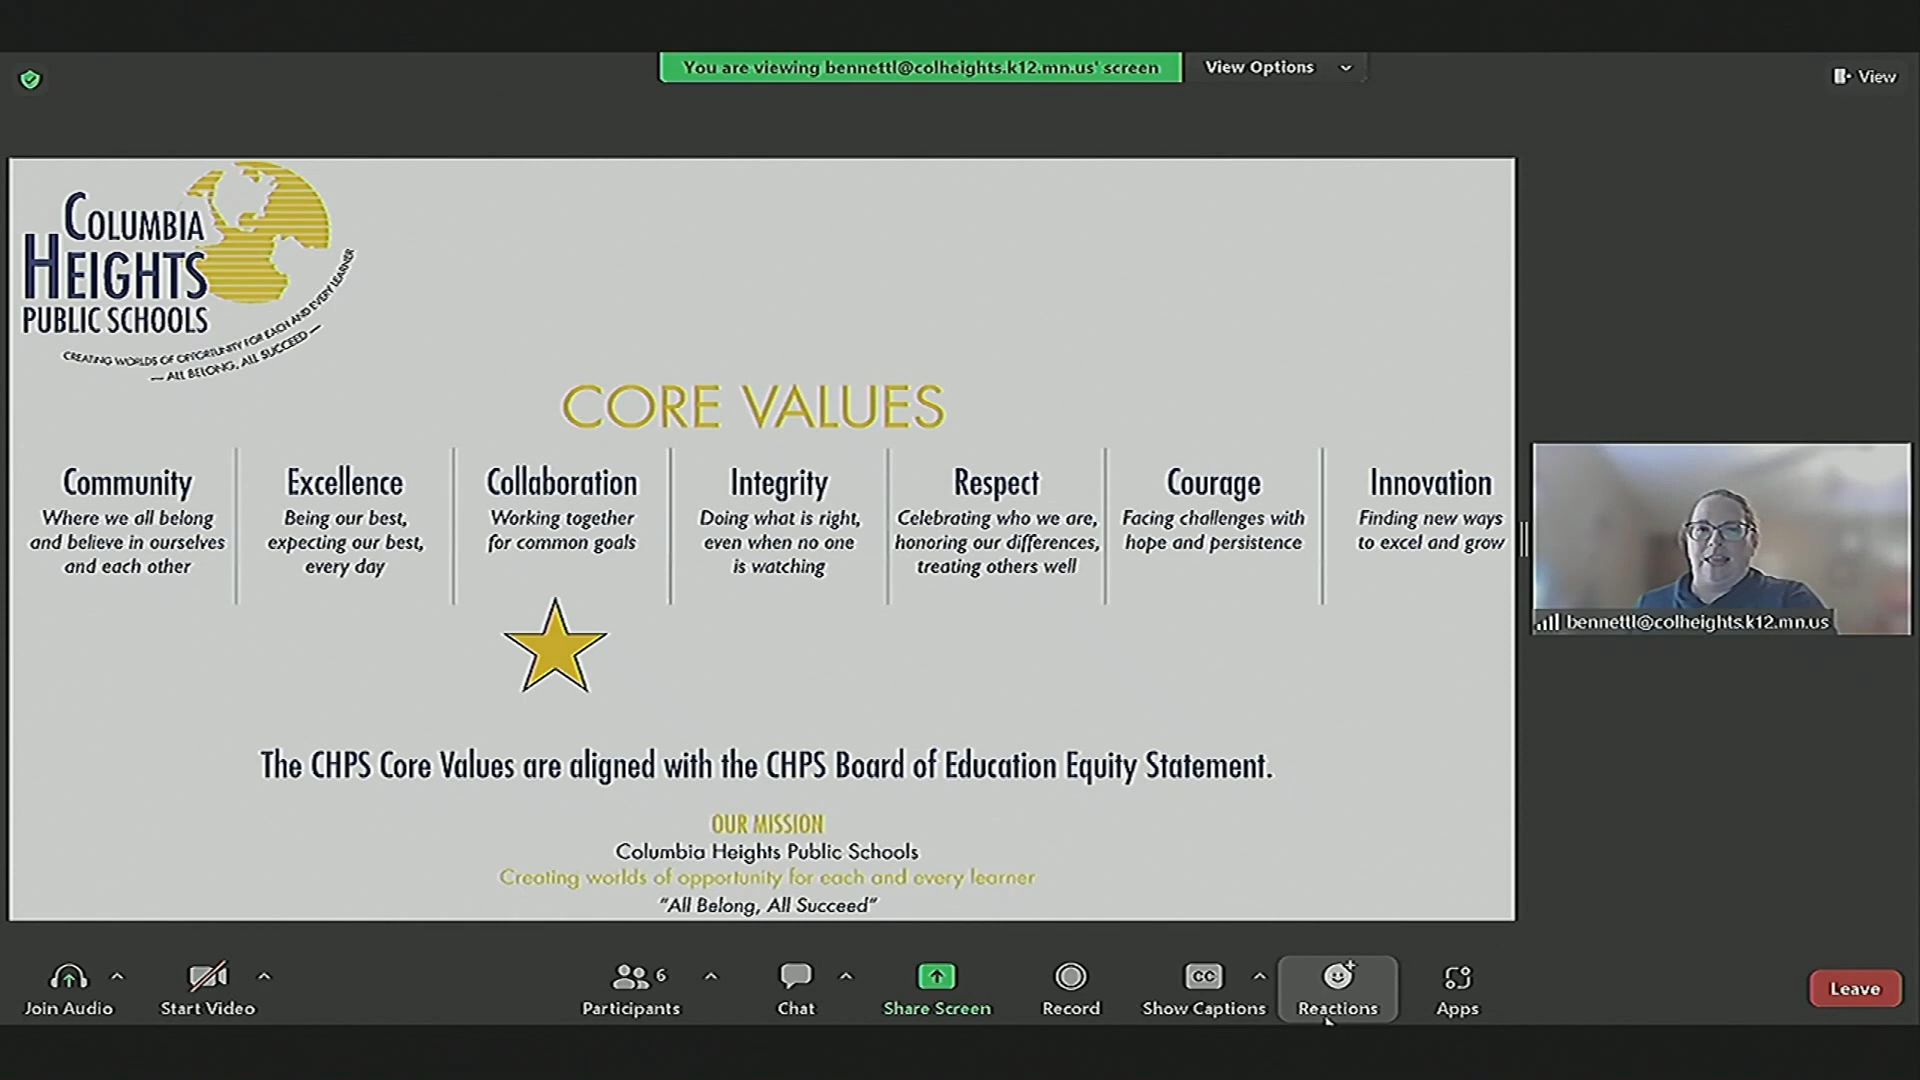 You are viewing bennettl@colheights.k12.mn.us' screen
View Options
View
COLUMBIA
HEIGHTS
PUBLIC SCHOOLS
CREATING WORLDS OF OPPORTUNITY FOR EACH AND EVERY LEARNER
— ALL BELONG, ALL SUCCEED —
CORE VALUES
Community
Where we all belong
and believe in ourselves
and each other
Excellence
Being our best,
expecting our best,
every day
Collaboration
Working together
for common goals
Integrity
Doing what is right,
even when no one
is watching
Respect
Celebrating who we are,
honoring our differences,
treating others well
Courage
Facing challenges with
hope and persistence
Innovation
Finding new ways
to excel and grow
bennettl@colheights.k12.mn.us
The CHPS Core Values are aligned with the CHPS Board of Education Equity Statement.
OUR MISSION
Columbia Heights Public Schools
Creating worlds of opportunity for each and every learner
"All Belong, All Succeed"
Join Audio
Start Video
6
Participants
Chat
Share Screen
Record
CC
Show Captions
Reactions
Apps
Leave